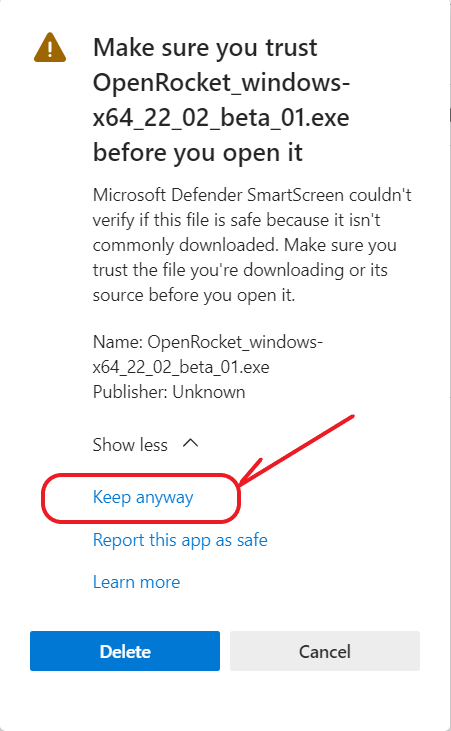 Make sure you trust
OpenRocket_windows-
x64_22_02_beta_01.exe
before you open it
Microsoft Defender SmartScreen couldn't
verify if this file is safe because it isn't
commonly downloaded. Make sure you
trust the file you're downloading or its
source before you open it.
Name: OpenRocket_windows-
x64_22_02_beta_01.exe
Publisher: Unknown
Show less
Keep anyway
Report this app as safe
Learn more
Delete
Cancel